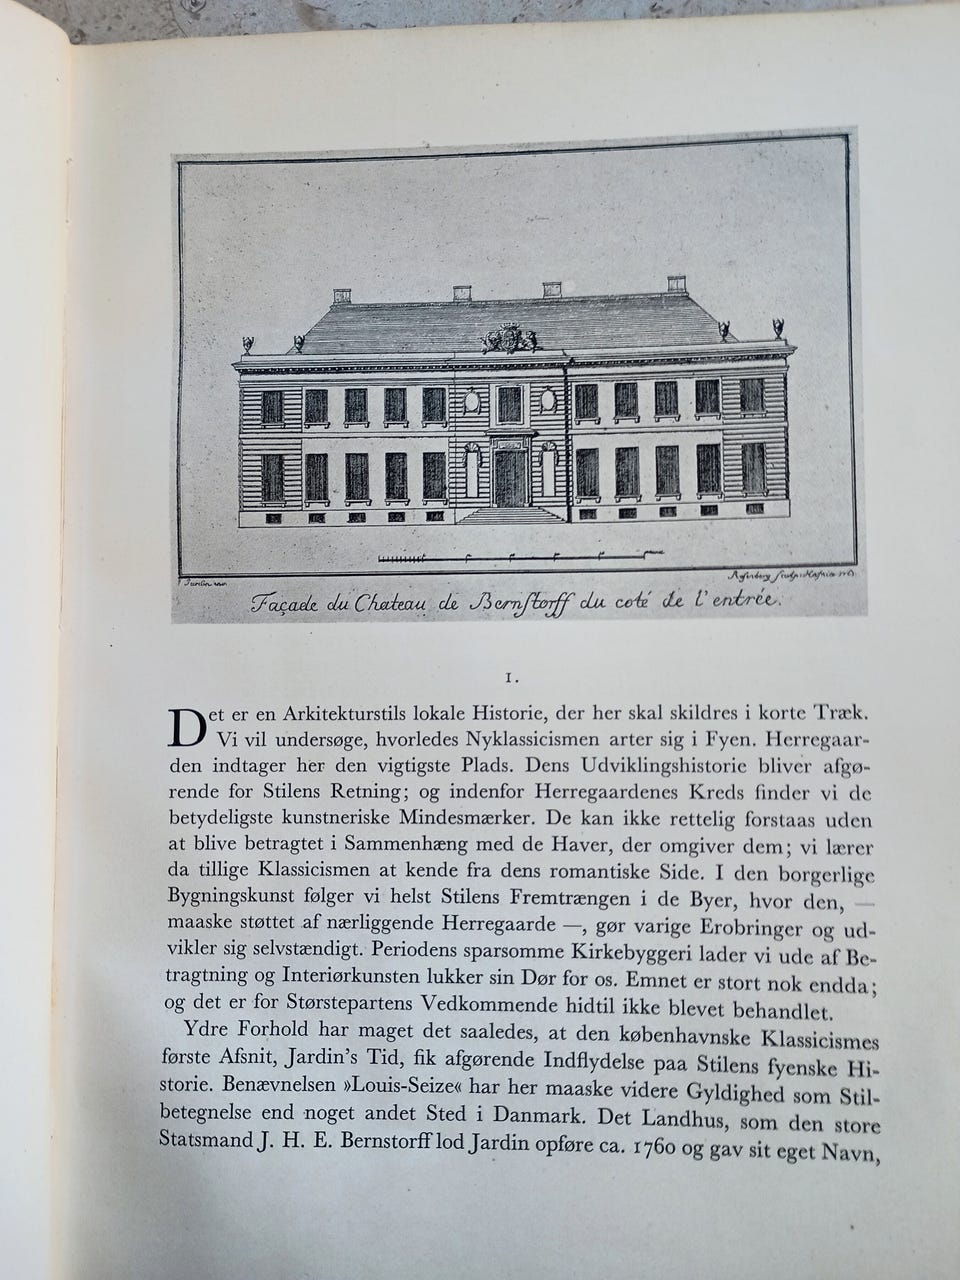 Jardin inv.
Façade du Chateau de Bernstorff du coté de l'entrée.
1.
Det er en Arkitekturstils lokale Historie, der her skal skildres i korte Træk.
Vi vil undersøge, hvorledes Nyklassicismen arter sig i Fyen. Herregaar-
den indtager her den vigtigste Plads. Dens Udviklingshistorie bliver afgø-
rende for Stilens Retning; og indenfor Herregaardenes Kreds finder vi de
betydeligste kunstneriske Mindesmærker. De kan ikke rettelig forstaas uden
at blive betragtet i Sammenhæng med de Haver, der omgiver dem; vi lærer
da tillige Klassicismen at kende fra dens romantiske Side. I den borgerlige
Bygningskunst følger vi helst Stilens Fremtrængen i de Byer, hvor den, —
maaske støttet af nærliggende Herregaarde —, gør varige Erobringer og ud-
vikler sig selvstændigt. Periodens sparsomme Kirkebyggeri lader vi ude af Be-
tragtning og Interiørkunsten lukker sin Dør for os. Emnet er stort nok endda;
og det er for Størstepartens Vedkommende hidtil ikke blevet behandlet.
Ydre Forhold har maget det saaledes, at den københavnske Klassicismes
første Afsnit, Jardin's Tid, fik afgørende Indflydelse paa Stilens fyenske Hi-
storie. Benævnelsen »Louis-Seize« har her maaske videre Gyldighed som Stil-
betegnelse end noget andet Sted i Danmark. Det Landhus, som den store
Statsmand J. H. E. Bernstorff lod Jardin opføre ca. 1760 og gav sit eget Navn,